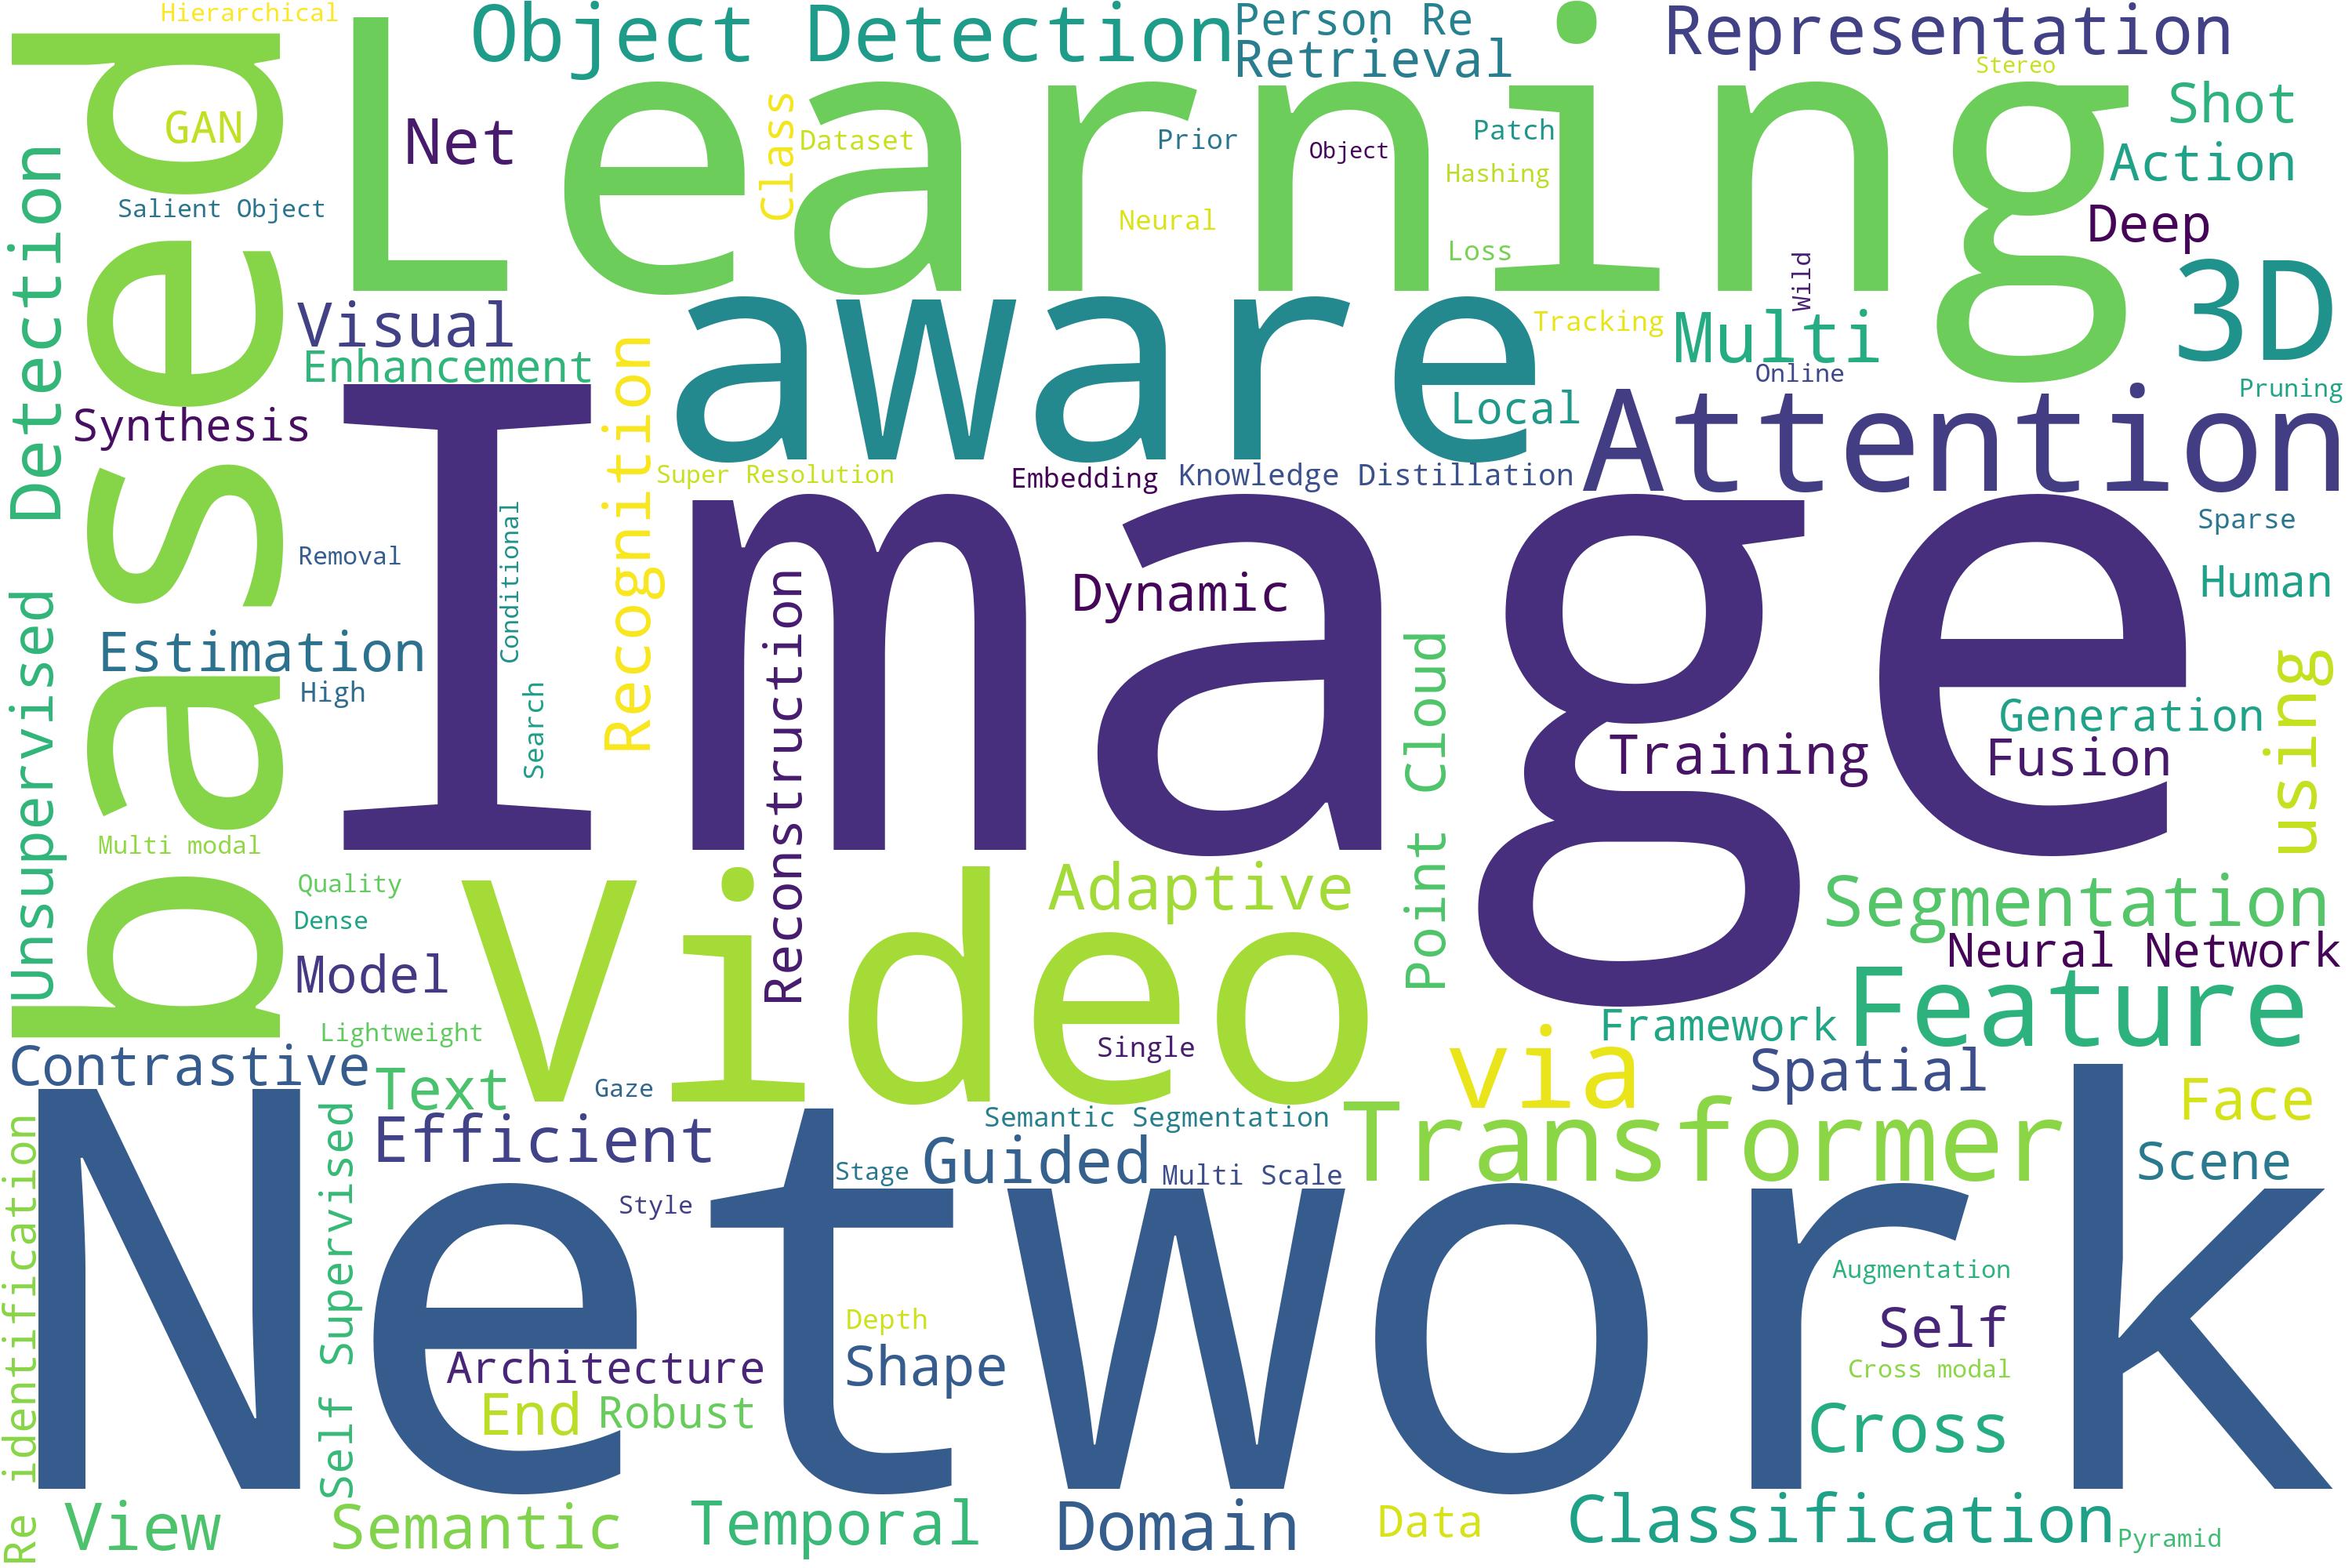 Hierarchical
Object Detection
Person Re
Retrieval
Representation
Stereo
Learning
based
GAN
Net
Class
Dataset
Prior
Object
Patch
Hashing
Neural
Loss
Shot
Action
Deep
Salient Object
Detection
Visual
Enhancement
aware
Tracking
Wild
Multi
Online
3D
Pruning
Synthesis
Recognition
Local
Attention
Super Resolution
Embedding
Knowledge Distillation
Sparse
Image
Removal
Conditional
Dynamic
Human
Unsupervised
Estimation
High
Search
Reconstruction
Point Cloud
Training
Generation
Fusion
using
Multi modal
Quality
Dense
Video
Adaptive
Segmentation
Neural Network
Model
Lightweight
Single
Framework
Feature
Contrastive
Text
Gaze
via
Spatial
Face
Semantic Segmentation
Transformer
Efficient
Guided
Stage
Multi Scale
Scene
Style
Re identification
Self Supervised
Network
Augmentation
Depth
Self
Architecture
Shape
Cross modal
End
Robust
Cross
View
Semantic
Temporal
Domain
Data
Classification
Pyramid